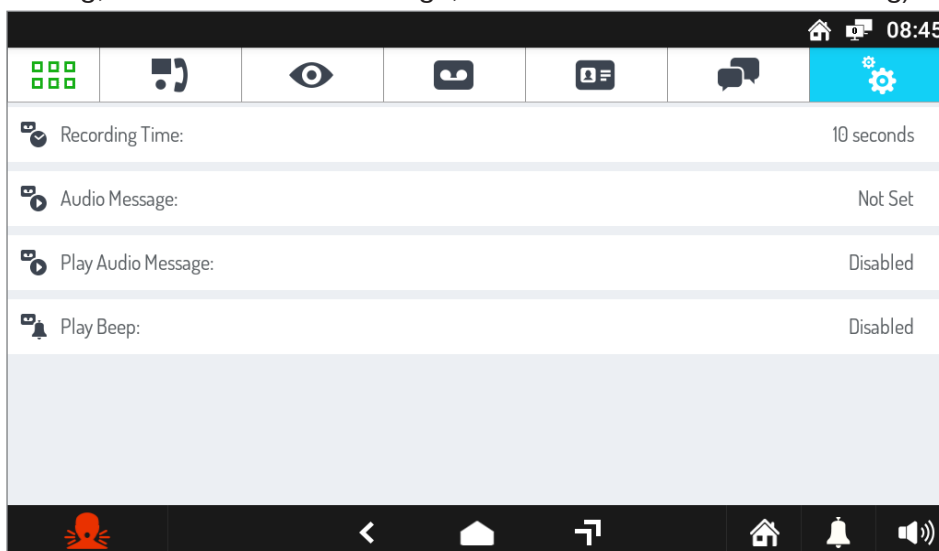 08:45
Recording Time: 10 seconds
Audio Message: Not Set
Play Audio Message: Disabled
Play Beep: Disabled